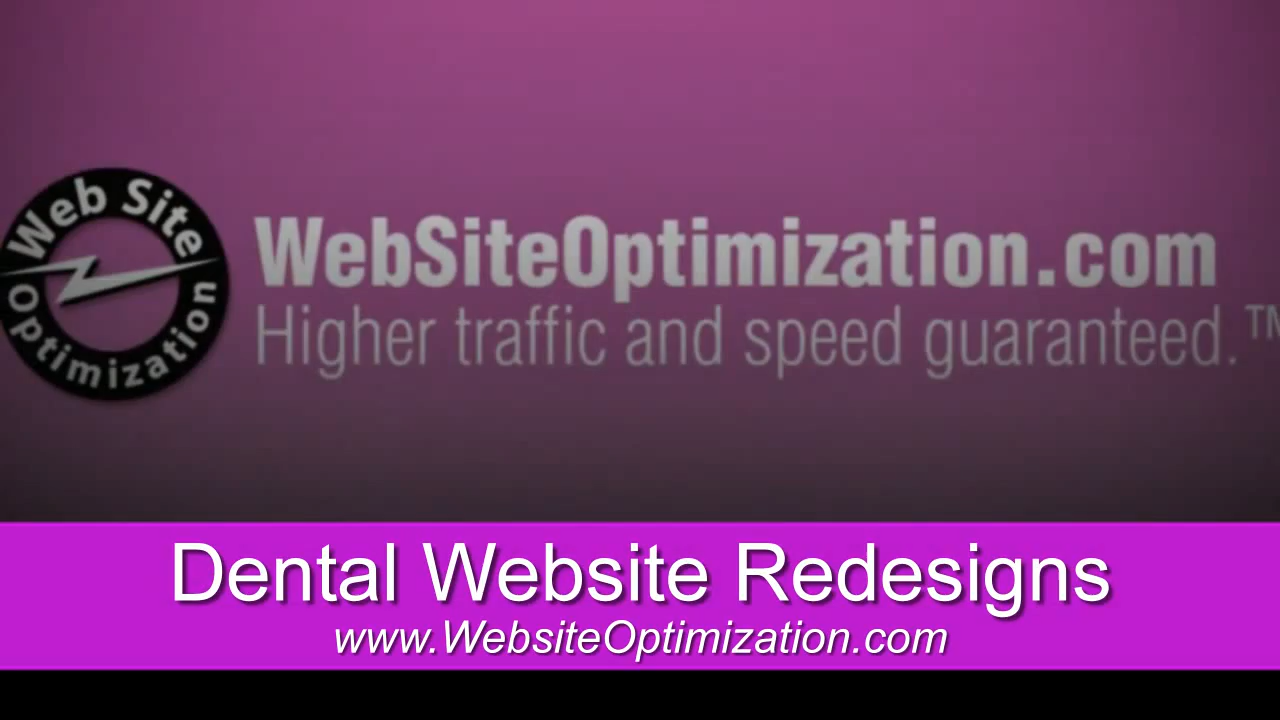 Web Site
Optimization
WebSiteOptimization.com
Higher traffic and speed guaranteed.™
Dental Website Redesigns
www.WebsiteOptimization.com